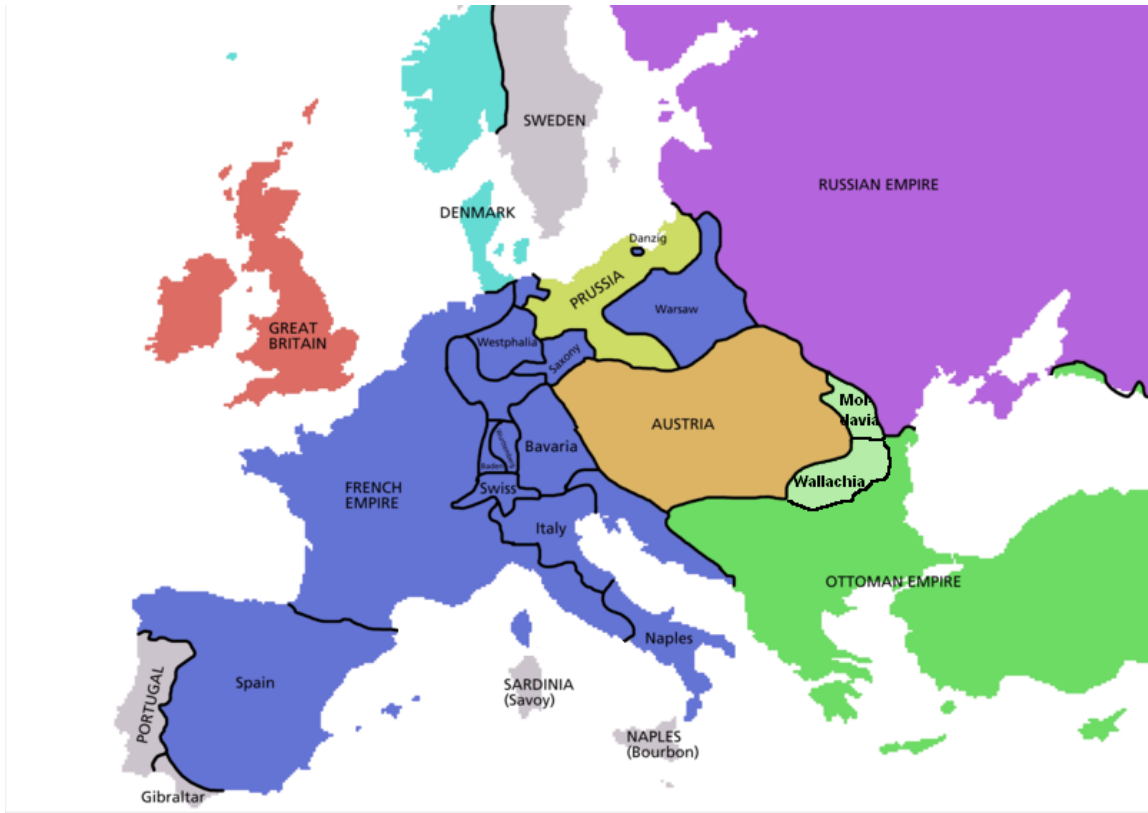 SWEDEN
RUSSIAN EMPIRE
DENMARK
Danzig
PRUSSIA
Warsaw
GREAT
BRITAIN
Westphalia
Saxony
Mol-
davia
AUSTRIA
Bavaria
Wurttemberg
Baden
Swiss
Wallachia
FRENCH
EMPIRE
Italy
OTTOMAN EMPIRE
Naples
Spain
PORTUGAL
SARDINIA
(Savoy)
NAPLES
(Bourbon)
Gibraltar